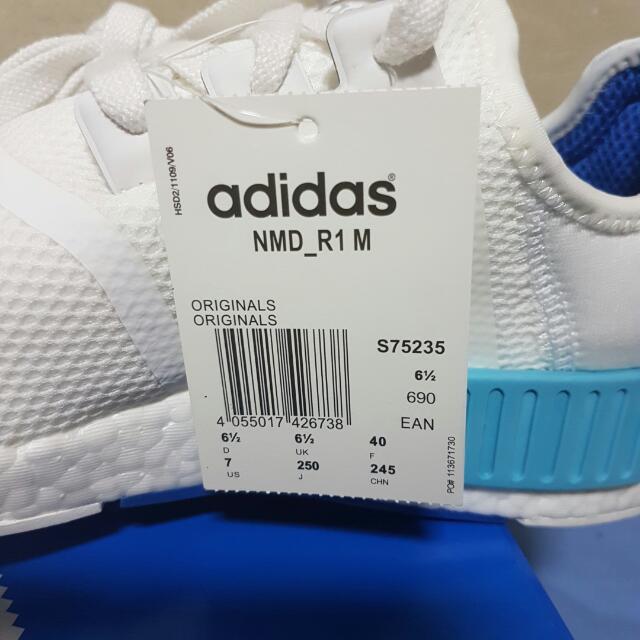 HSD2/1109/V06
adidas®
NMD_R1 M
ORIGINALS
ORIGINALS
S75235
6½
690
EAN
4 055017 426738
6½ 6½ 40
D UK F
7 250 245
US J CHN
PO# 113671730